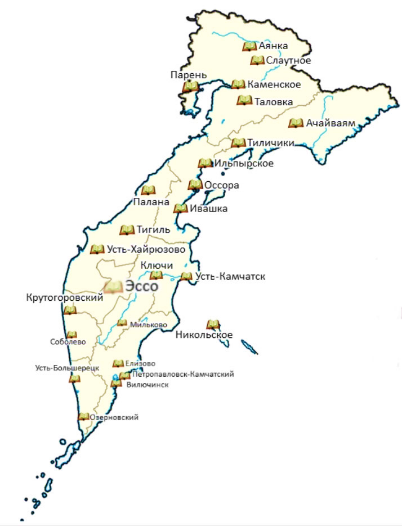 Аянка
Слаутное
Парень
Каменское
Таловка
Ачайваям
Тиличики
Ильпырское
Оссора
Палана
Ивашка
Тигиль
Усть-Хайрюзово
Ключи
Усть-Камчатск
Эссо
Крутогоровский
Мильково
Никольское
Соболево
Елизово
Усть-Большерецк
Петропавловск-Камчатский
Вилючинск
Озерновский